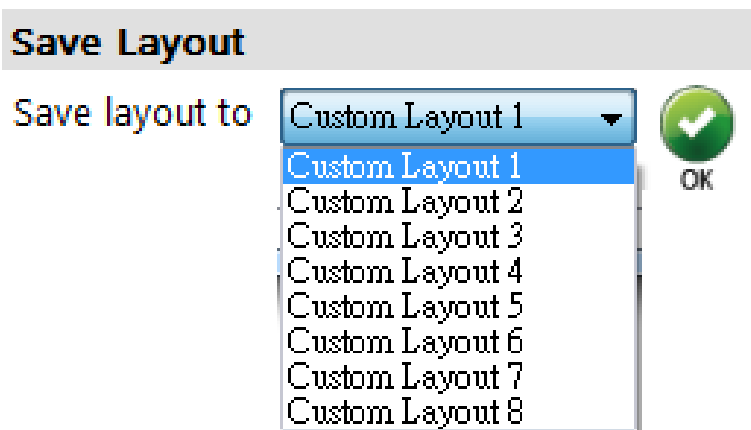 Save Layout
Save layout to Custom Layout 1
OK
Custom Layout 1
Custom Layout 2
Custom Layout 3
Custom Layout 4
Custom Layout 5
Custom Layout 6
Custom Layout 7
Custom Layout 8